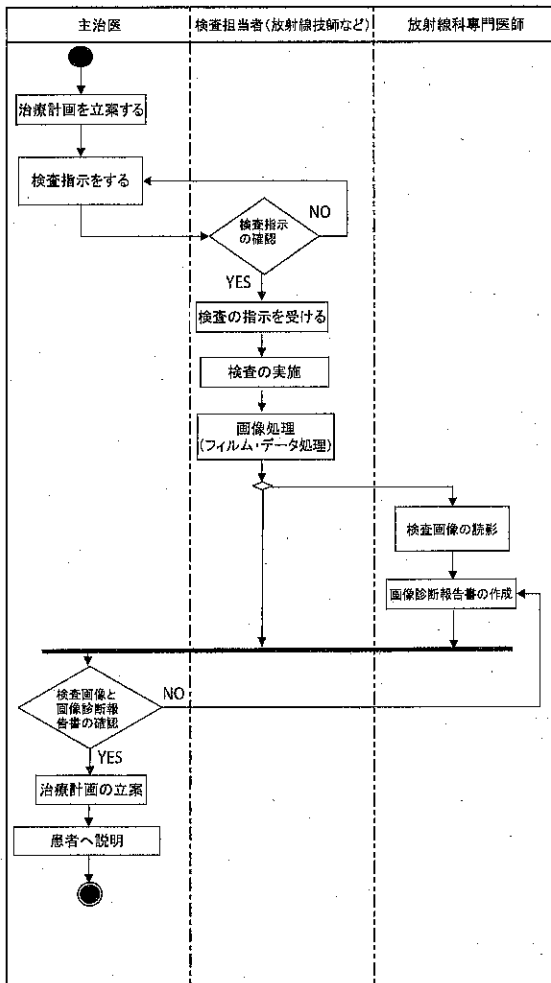 主治医
検査担当者(放射線技師など)
放射線科専門医師
治療計画を立案する
検査指示をする
NO
検査指示
の確認
YES
検査の指示を受ける
検査の実施
画像処理
(フィルム・データ処理)
検査画像の読影
画像診断報告書の作成
検査画像と
画像診断報
告書の確認
NO
YES
治療計画の立案
患者へ説明